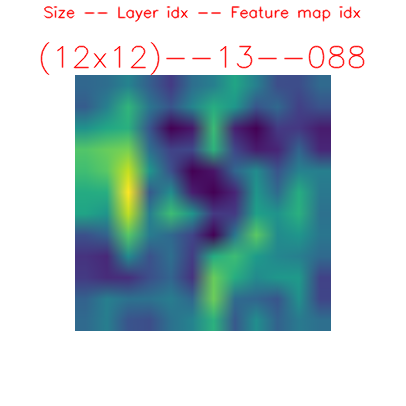 Size -- Layer idx -- Feature map idx
(12x12)--13--088